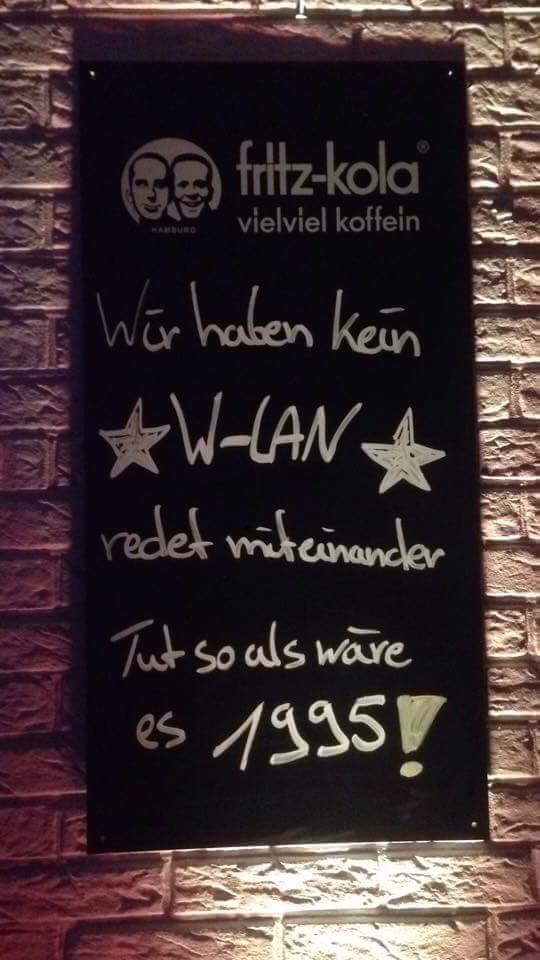 fritz-kola®
vielviel koffein
HAMBURG
Wir haben kein
W-LAN
redet miteinander
Tut so als wäre
es 1995!